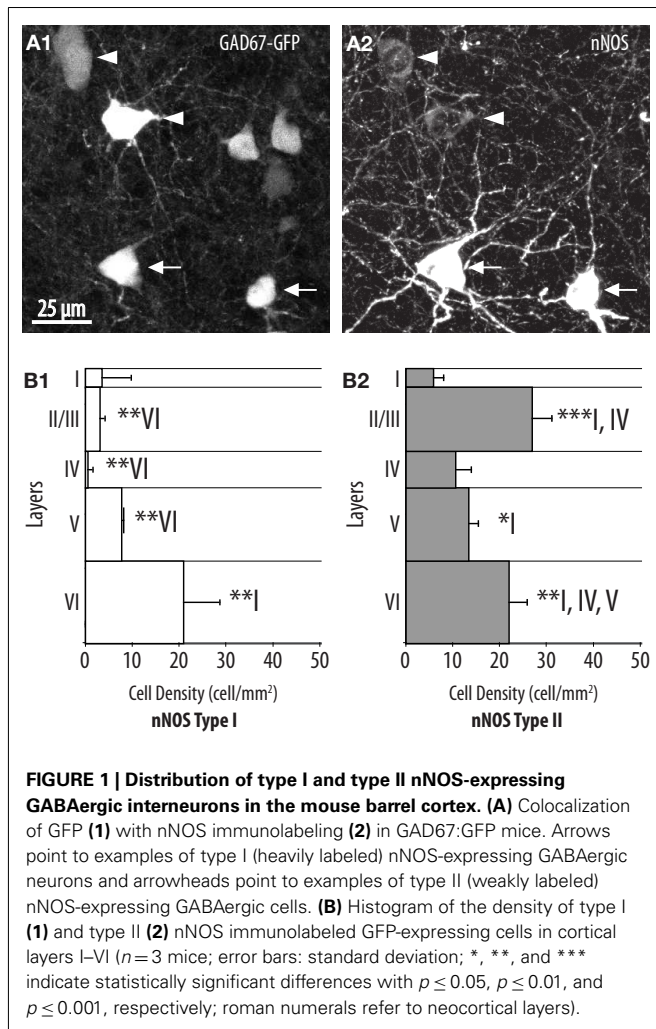 A1 GAD67-GFP
A2 nNOS
25 µm
B1
I
II/III **VI
IV **VI
V **VI
VI **I
Layers
0 10 20 30 40 50
Cell Density (cell/mm²)
nNOS Type I
B2
I
II/III ***I, IV
IV
V *I
VI **I, IV, V
Layers
0 10 20 30 40 50
Cell Density (cell/mm²)
nNOS Type II
FIGURE 1 | Distribution of type I and type II nNOS-expressing
GABAergic interneurons in the mouse barrel cortex. (A) Colocalization
of GFP (1) with nNOS immunolabeling (2) in GAD67:GFP mice. Arrows
point to examples of type I (heavily labeled) nNOS-expressing GABAergic
neurons and arrowheads point to examples of type II (weakly labeled)
nNOS-expressing GABAergic cells. (B) Histogram of the density of type I
(1) and type II (2) nNOS immunolabeled GFP-expressing cells in cortical
layers I–VI (n = 3 mice; error bars: standard deviation; *, **, and ***
indicate statistically significant differences with p ≤ 0.05, p ≤ 0.01, and
p ≤ 0.001, respectively; roman numerals refer to neocortical layers).